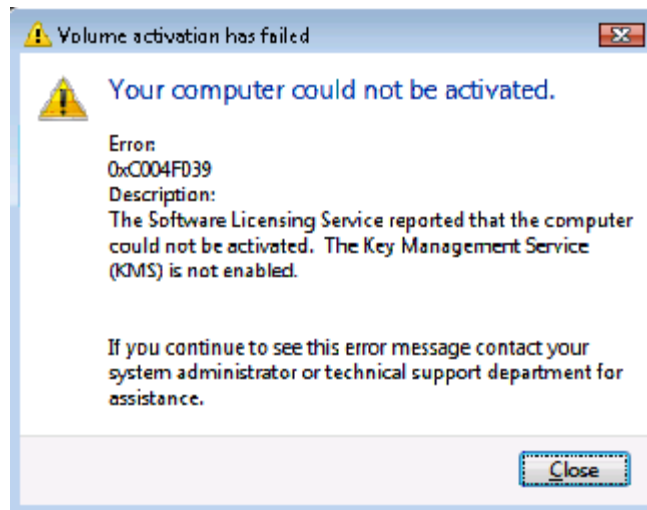 Volume activation has failed
Your computer could not be activated.
Error:
0xC004F039
Description:
The Software Licensing Service reported that the computer
could not be activated.  The Key Management Service
(KMS) is not enabled.
If you continue to see this error message contact your
system administrator or technical support department for
assistance.
Close